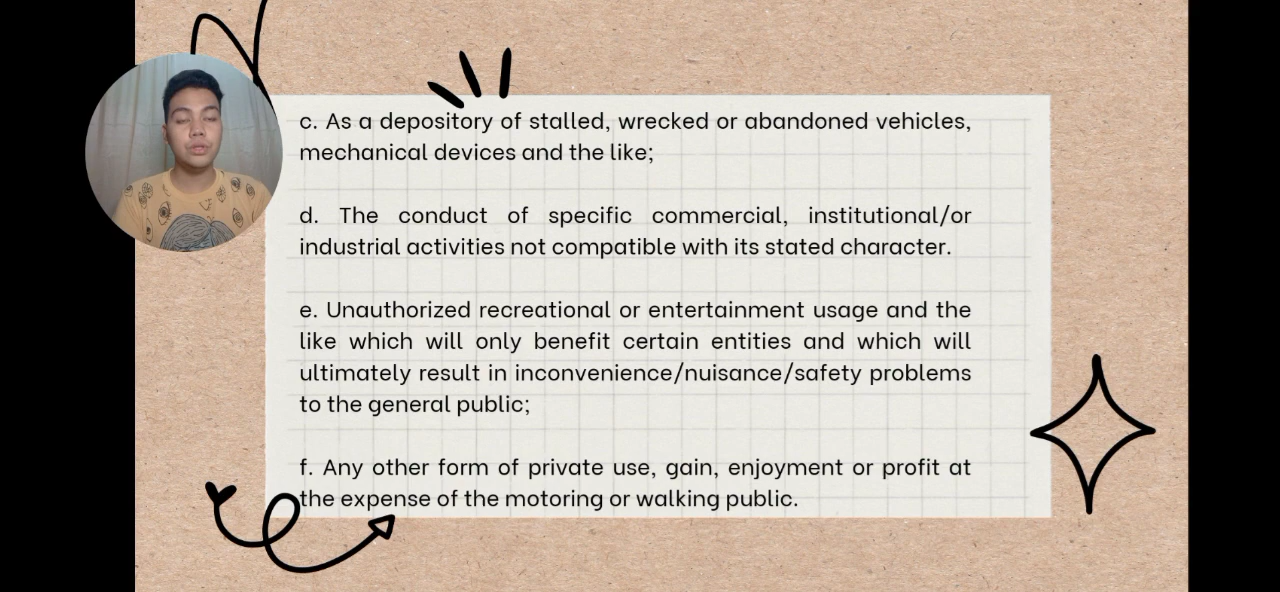 c. As a depository of stalled, wrecked or abandoned vehicles,
mechanical devices and the like;
d. The conduct of specific commercial, institutional/or
industrial activities not compatible with its stated character.
e. Unauthorized recreational or entertainment usage and the
like which will only benefit certain entities and which will
ultimately result in inconvenience/nuisance/safety problems
to the general public;
f. Any other form of private use, gain, enjoyment or profit at
the expense of the motoring or walking public.